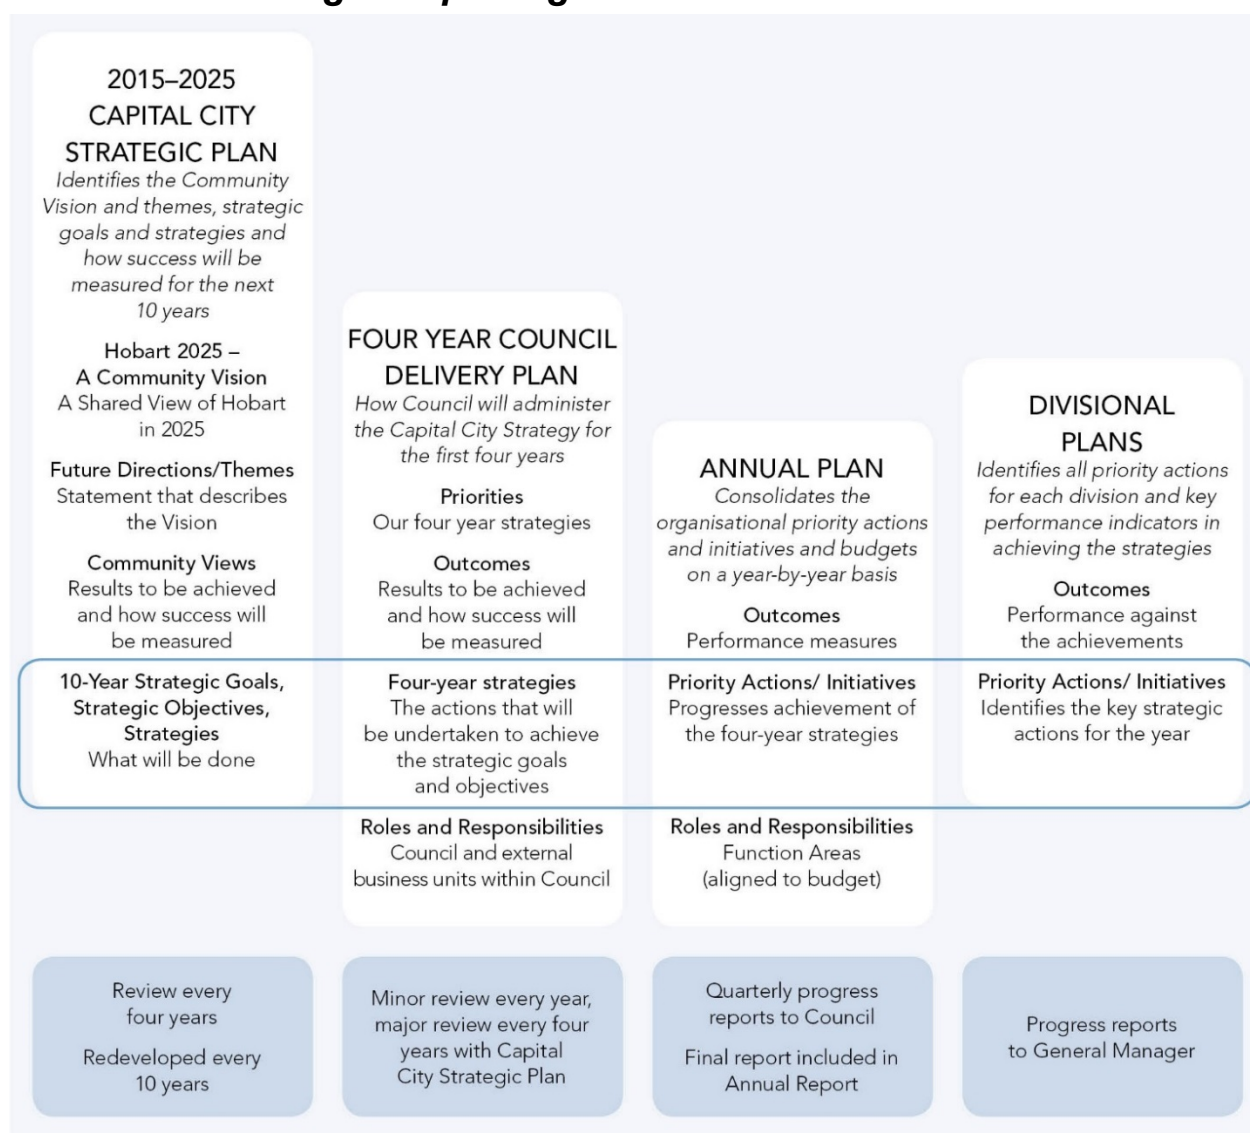 2015–2025
CAPITAL CITY
STRATEGIC PLAN
Identifies the Community
Vision and themes, strategic
goals and strategies and
how success will be
measured for the next
10 years
Hobart 2025 –
A Community Vision
A Shared View of Hobart
in 2025
Future Directions/Themes
Statement that describes
the Vision
Community Views
Results to be achieved
and how success will
be measured
10-Year Strategic Goals,
Strategic Objectives,
Strategies
What will be done
Review every
four years
Redeveloped every
10 years
FOUR YEAR COUNCIL
DELIVERY PLAN
How Council will administer
the Capital City Strategy for
the first four years
Priorities
Our four year strategies
Outcomes
Results to be achieved
and how success will
be measured
Four-year strategies
The actions that will
be undertaken to achieve
the strategic goals
and objectives
Roles and Responsibilities
Council and external
business units within Council
Minor review every year,
major review every four
years with Capital
City Strategic Plan
ANNUAL PLAN
Consolidates the
organisational priority actions
and initiatives and budgets
on a year-by-year basis
Outcomes
Performance measures
Priority Actions/ Initiatives
Progresses achievement of
the four-year strategies
Roles and Responsibilities
Function Areas
(aligned to budget)
Quarterly progress
reports to Council
Final report included in
Annual Report
DIVISIONAL
PLANS
Identifies all priority actions
for each division and key
performance indicators in
achieving the strategies
Outcomes
Performance against
the achievements
Priority Actions/ Initiatives
Identifies the key strategic
actions for the year
Progress reports
to General Manager